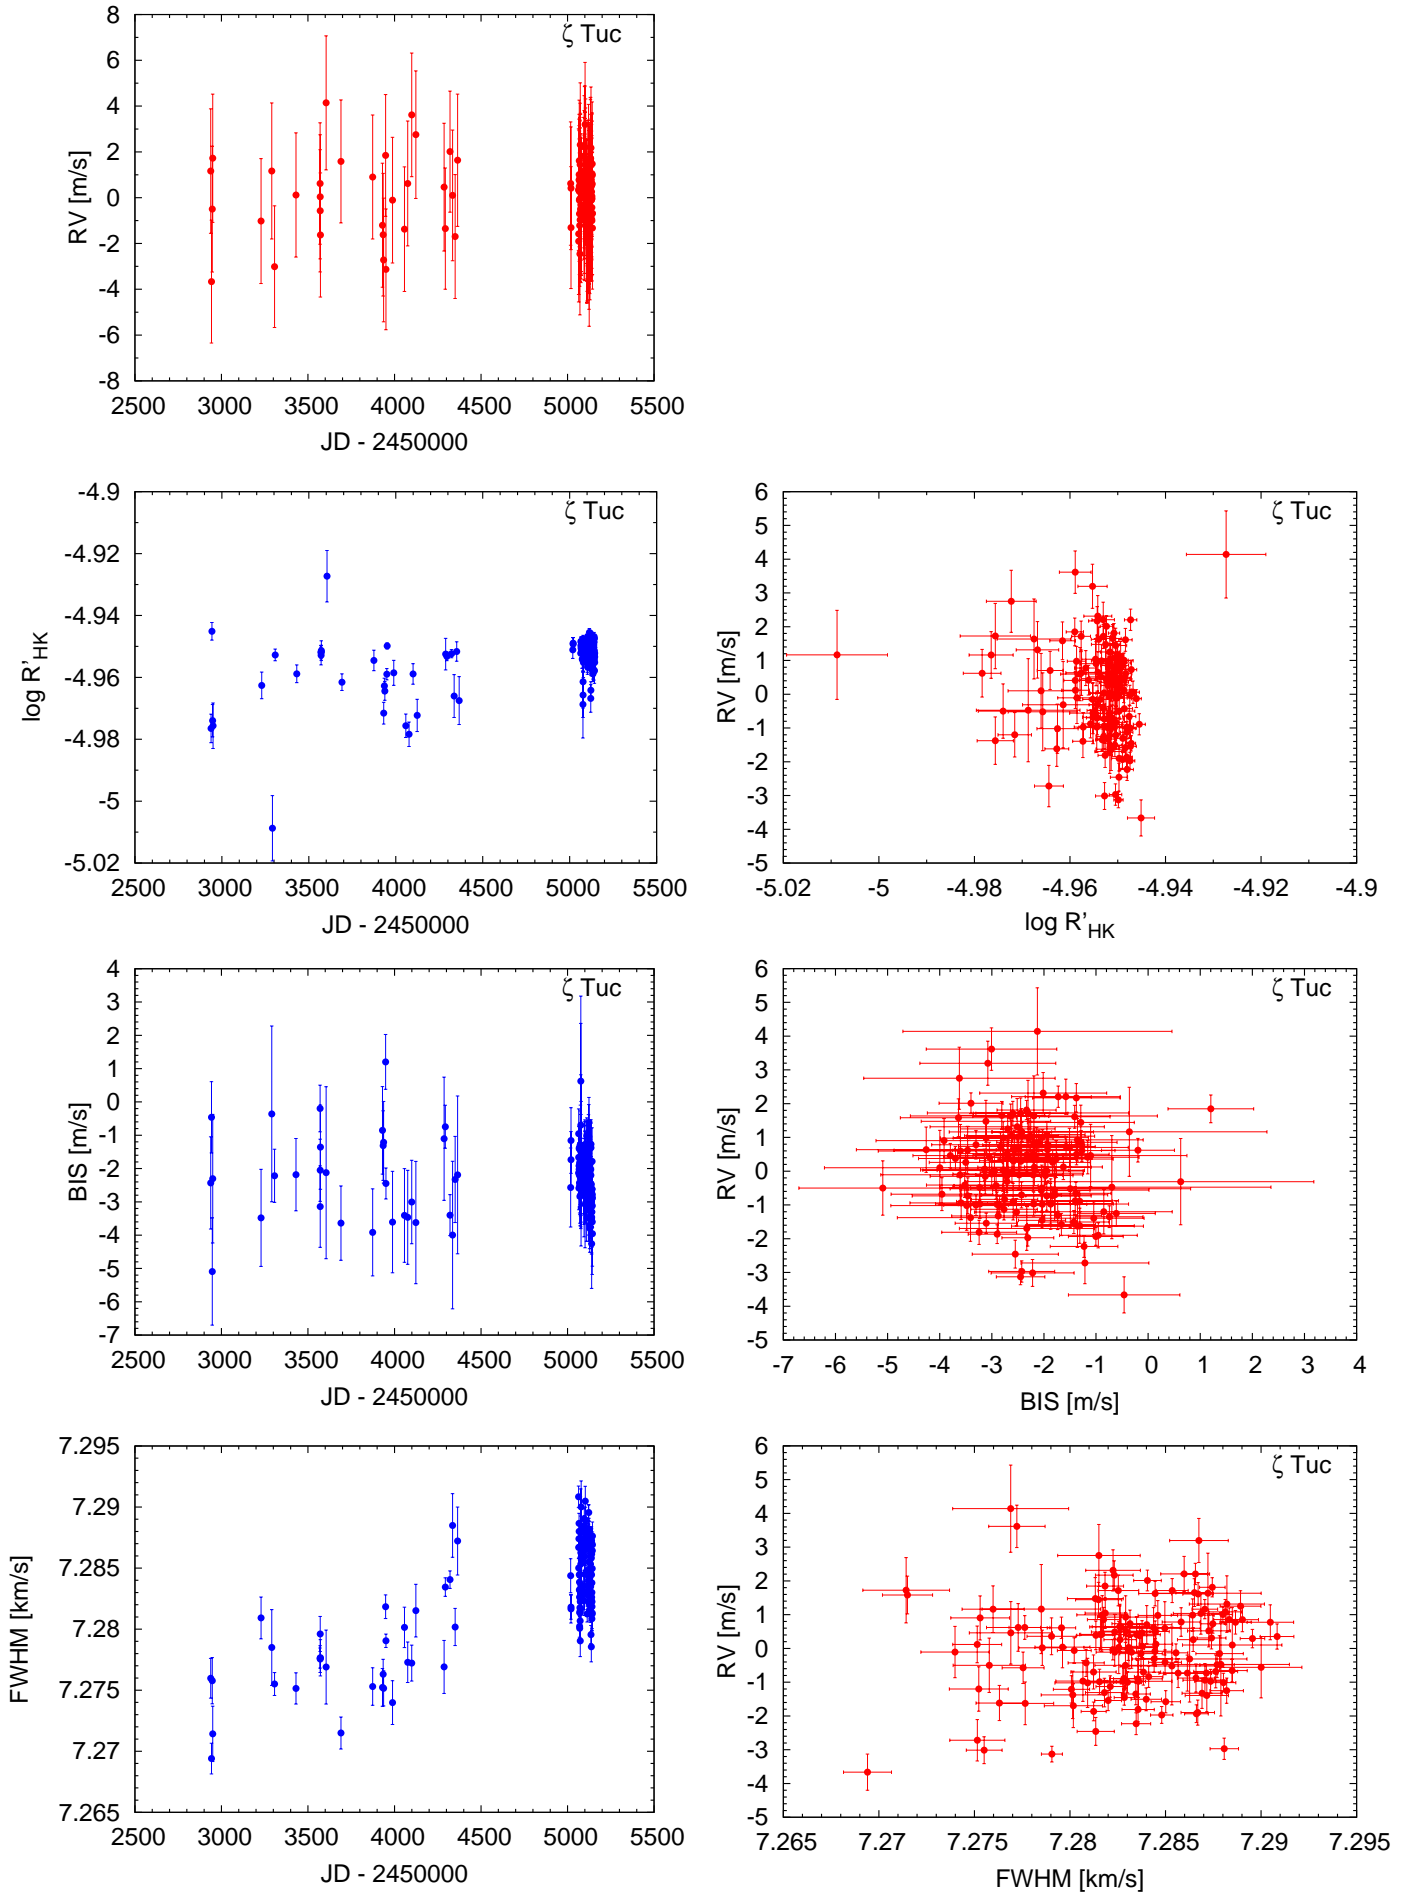 ζ Tuc
8
6
4
2
0
-2
-4
-6
-8
RV [m/s]
2500 3000 3500 4000 4500 5000 5500
JD - 2450000
ζ Tuc
-4.9
-4.92
-4.94
-4.96
-4.98
-5
-5.02
log R'HK
2500 3000 3500 4000 4500 5000 5500
JD - 2450000
ζ Tuc
6
5
4
3
2
1
0
-1
-2
-3
-4
-5
RV [m/s]
-5.02 -5 -4.98 -4.96 -4.94 -4.92 -4.9
log R'HK
ζ Tuc
4
3
2
1
0
-1
-2
-3
-4
-5
-6
-7
BIS [m/s]
2500 3000 3500 4000 4500 5000 5500
JD - 2450000
ζ Tuc
6
5
4
3
2
1
0
-1
-2
-3
-4
-5
RV [m/s]
-7 -6 -5 -4 -3 -2 -1 0 1 2 3 4
BIS [m/s]
7.295
7.29
7.285
7.28
7.275
7.27
7.265
FWHM [km/s]
2500 3000 3500 4000 4500 5000 5500
JD - 2450000
ζ Tuc
6
5
4
3
2
1
0
-1
-2
-3
-4
-5
RV [m/s]
7.265 7.27 7.275 7.28 7.285 7.29 7.295
FWHM [km/s]